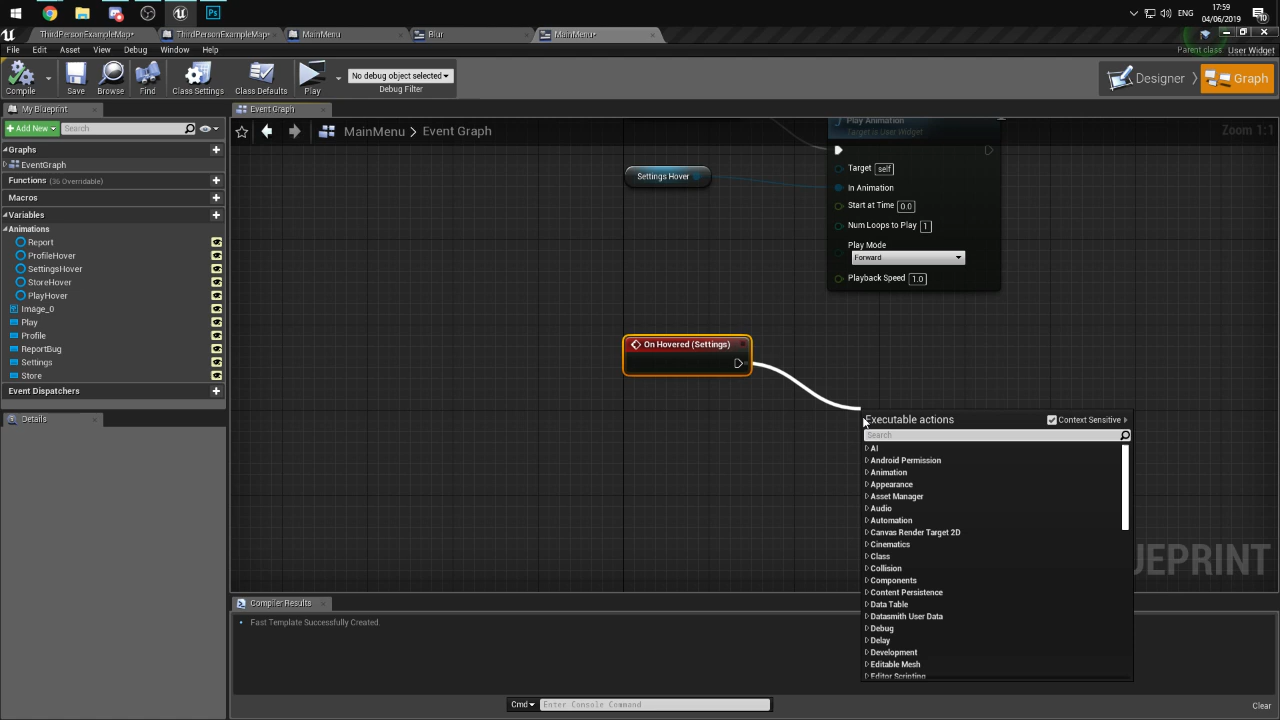 17:59
ENG
04/06/2019
10
ThirdPersonExampleMap•
ThirdPersonExampleMap•
MainMenu
Blur
MainMenu•
File
Edit
Asset
View
Debug
Window
Help
Parent class:
User Widget
Compile
Save
Browse
Find
Class Settings
Class Defaults
Play
No debug object selected
Debug Filter
Designer
Graph
My Blueprint
Add New
Search
Graphs
EventGraph
Functions (36 Overridable)
Macros
Variables
Animations
Report
ProfileHover
SettingsHover
StoreHover
PlayHover
Image_0
Play
Profile
ReportBug
Settings
Store
Event Dispatchers
Details
Event Graph
MainMenu > Event Graph
Zoom 1:1
Play Animation
Target is User Widget
Target self
In Animation
Start at Time 0.0
Num Loops to Play 1
Play Mode
Forward
Playback Speed 1.0
Settings Hover
On Hovered (Settings)
Executable actions
Context Sensitive
Search
AI
Android Permission
Animation
Appearance
Asset Manager
Audio
Automation
Canvas Render Target 2D
Cinematics
Class
Collision
Components
Content Persistence
Data Table
Datasmith User Data
Debug
Delay
Development
Editable Mesh
Editor Scripting
EPRINT
Compiler Results
Fast Template Successfully Created.
Cmd
Enter Console Command
Clear